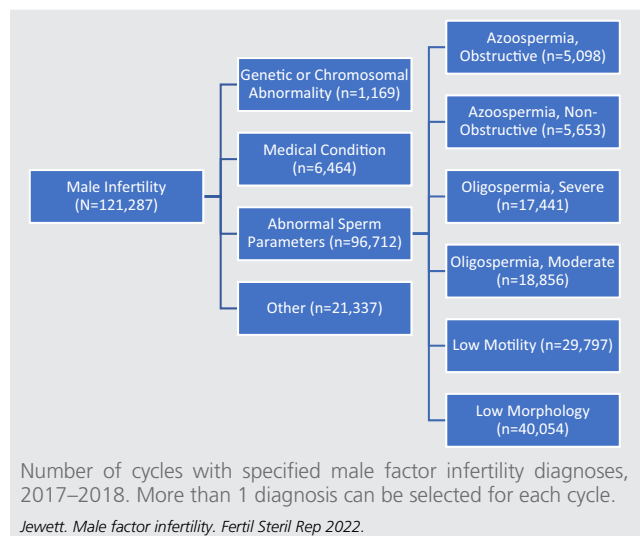 Male Infertility
(N=121,287)
Genetic or Chromosomal
Abnormality (n=1,169)
Medical Condition
(n=6,464)
Abnormal Sperm
Parameters (n=96,712)
Other (n=21,337)
Azoospermia,
Obstructive (n=5,098)
Azoospermia, Non-
Obstructive (n=5,653)
Oligospermia, Severe
(n=17,441)
Oligospermia, Moderate
(n=18,856)
Low Motility (n=29,797)
Low Morphology
(n=40,054)
Number of cycles with specified male factor infertility diagnoses,
2017–2018. More than 1 diagnosis can be selected for each cycle.
Jewett. Male factor infertility. Fertil Steril Rep 2022.